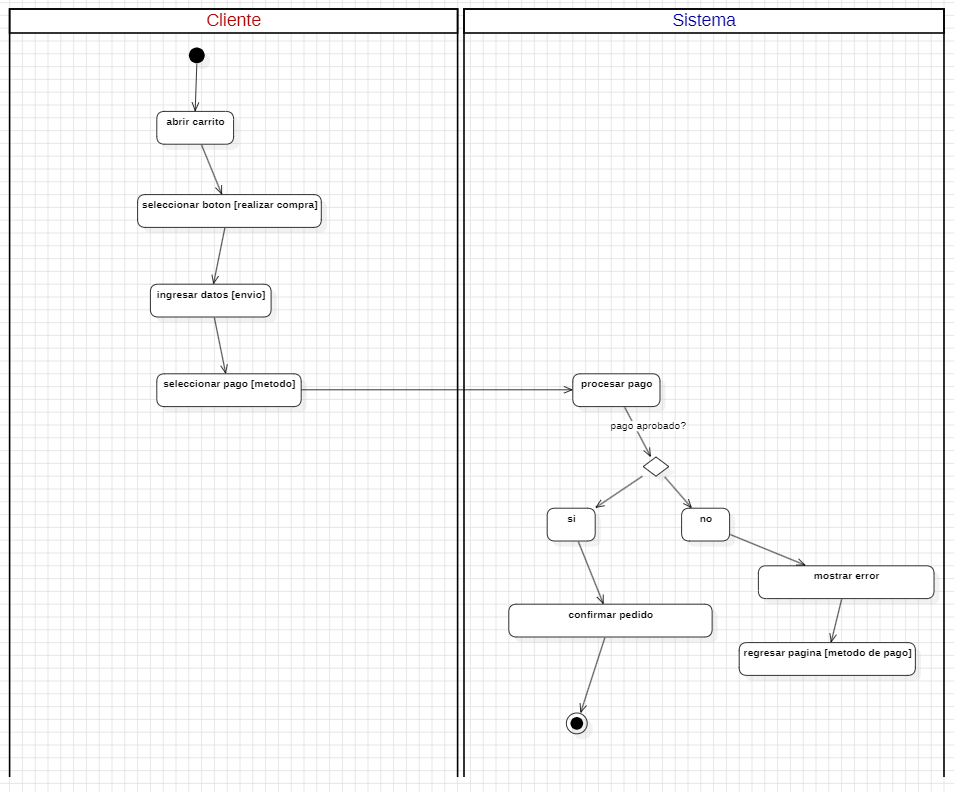 Cliente
Sistema
abrir carrito
seleccionar boton [realizar compra]
ingresar datos [envio]
seleccionar pago [metodo]
procesar pago
pago aprobado?
si
no
mostrar error
confirmar pedido
regresar pagina [metodo de pago]